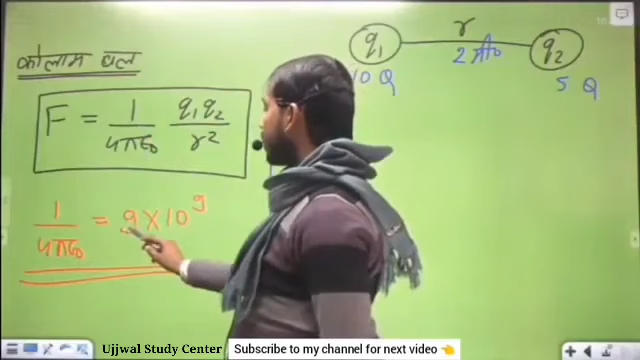 कोलाम बल
q₁ r q₂
10 Q 2 मी० 5 Q
F = 1/4πε₀ q₁q₂/r²
1/4πε₀ = 9 × 10⁹
Ujjwal Study Center Subscribe to my channel for next video 👈